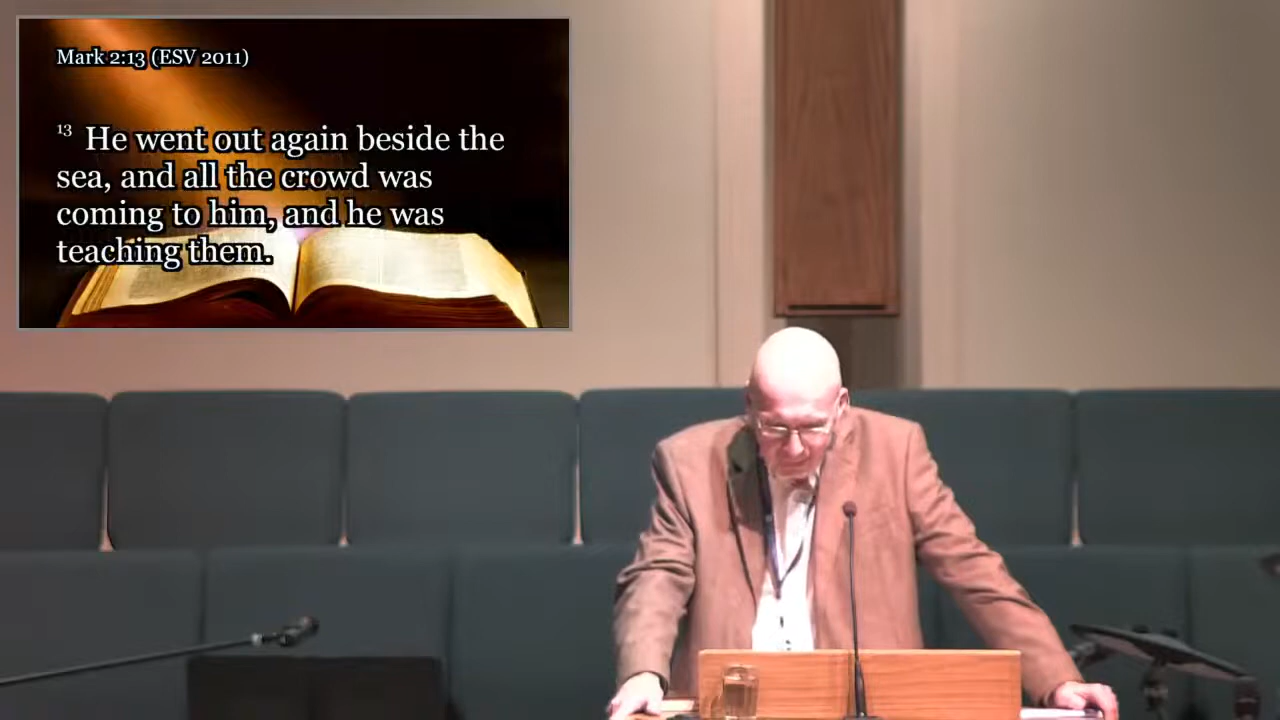 Mark 2:13 (ESV 2011)
13 He went out again beside the
sea, and all the crowd was
coming to him, and he was
teaching them.